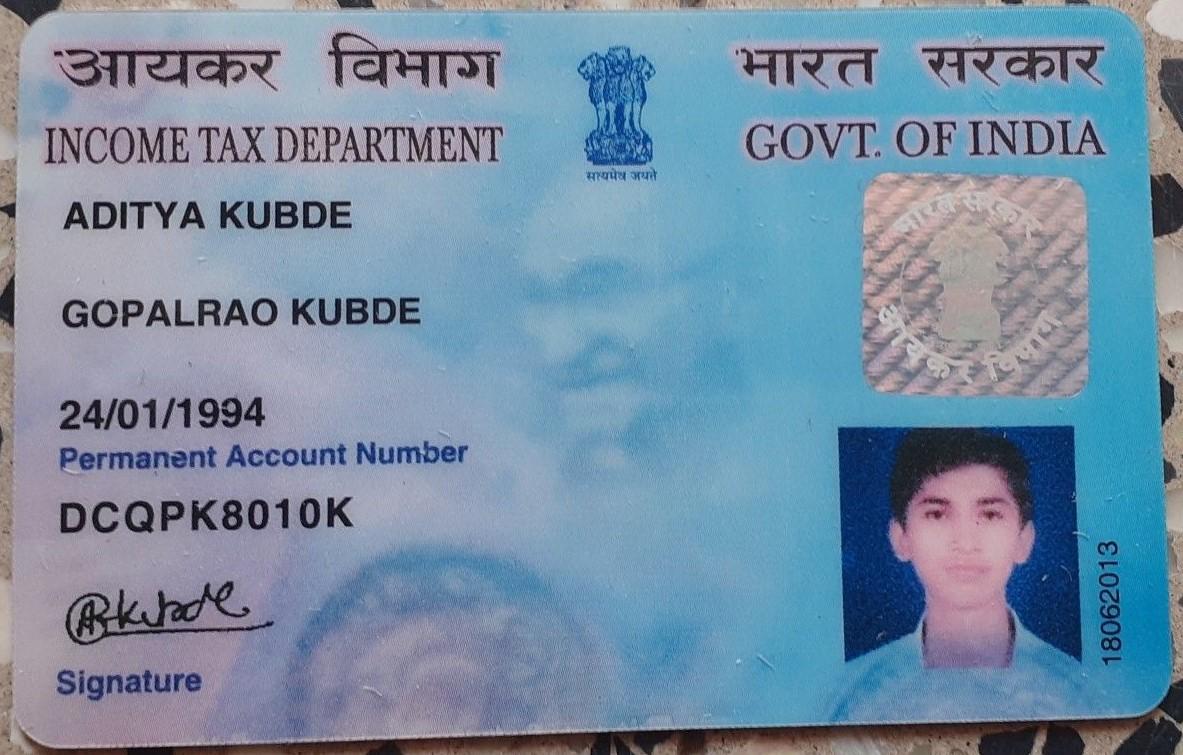 आयकर विभाग
INCOME TAX DEPARTMENT
सत्यमेव जयते
भारत सरकार
GOVT. OF INDIA
ADITYA KUBDE
GOPALRAO KUBDE
24/01/1994
Permanent Account Number
DCQPK8010K
Signature
भारत सरकार
आयकर विभाग
18062013